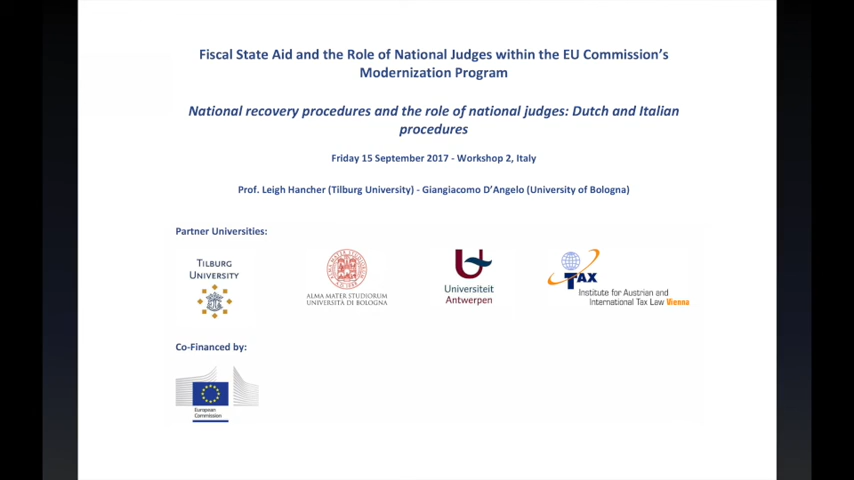 Fiscal State Aid and the Role of National Judges within the EU Commission's
Modernization Program
National recovery procedures and the role of national judges: Dutch and Italian
procedures
Friday 15 September 2017 - Workshop 2, Italy
Prof. Leigh Hancher (Tilburg University) - Giangiacomo D'Angelo (University of Bologna)
Partner Universities:
TILBURG
UNIVERSITY
ALMA MATER STUDIORUM
UNIVERSITÀ DI BOLOGNA
Universiteit
Antwerpen
TAX
Institute for Austrian and
International Tax Law Vienna
Co-Financed by:
European
Commission